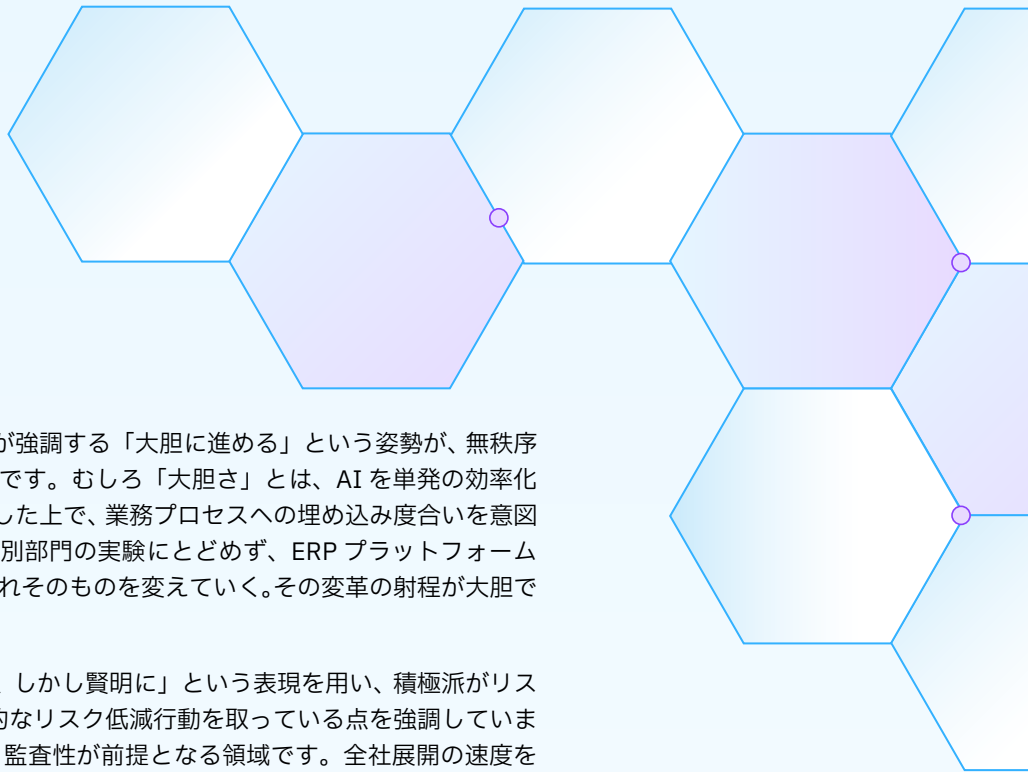 が強調する「大胆に進める」という姿勢が、無秩序
です。むしろ「大胆さ」とは、AI を単発の効率化
した上で、業務プロセスへの埋め込み度合いを意図
別部門の実験にとどめず、ERP プラットフォーム
れそのものを変えていく。その変革の射程が大胆で
しかし賢明に」という表現を用い、積極派がリス
的なリスク低減行動を取っている点を強調していま
監査性が前提となる領域です。全社展開の速度を